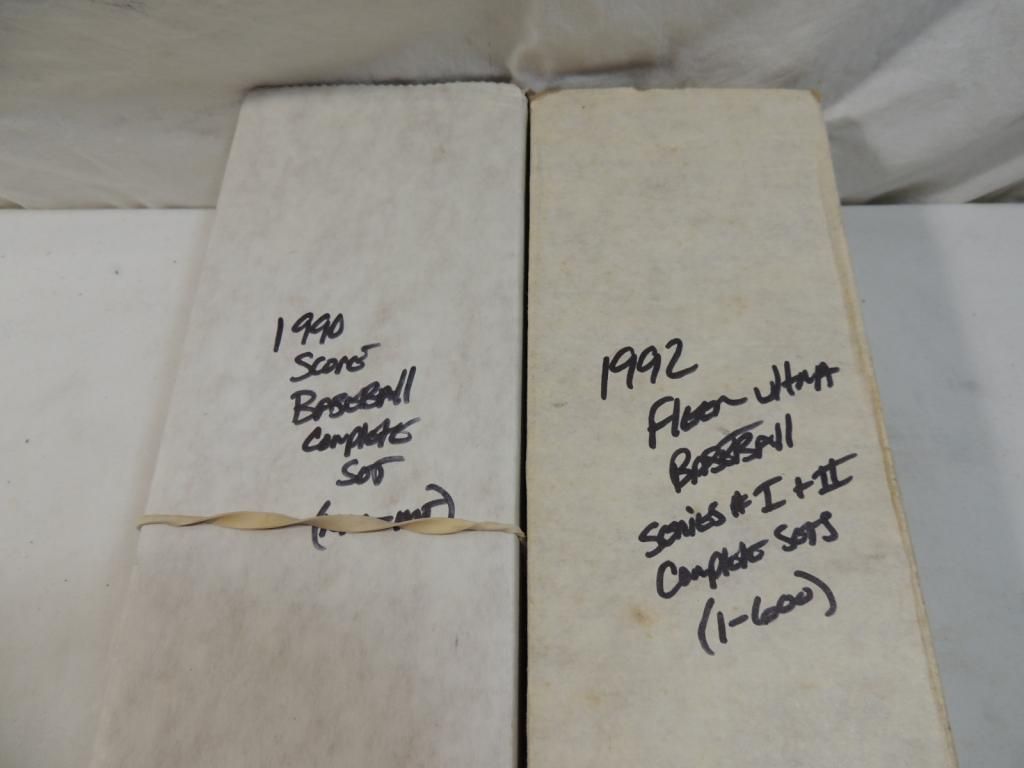 1990
Score
Baseball
Complete
Set
1992
Fleer Ultra
Baseball
Series # I + II
Complete Sets
(1-600)